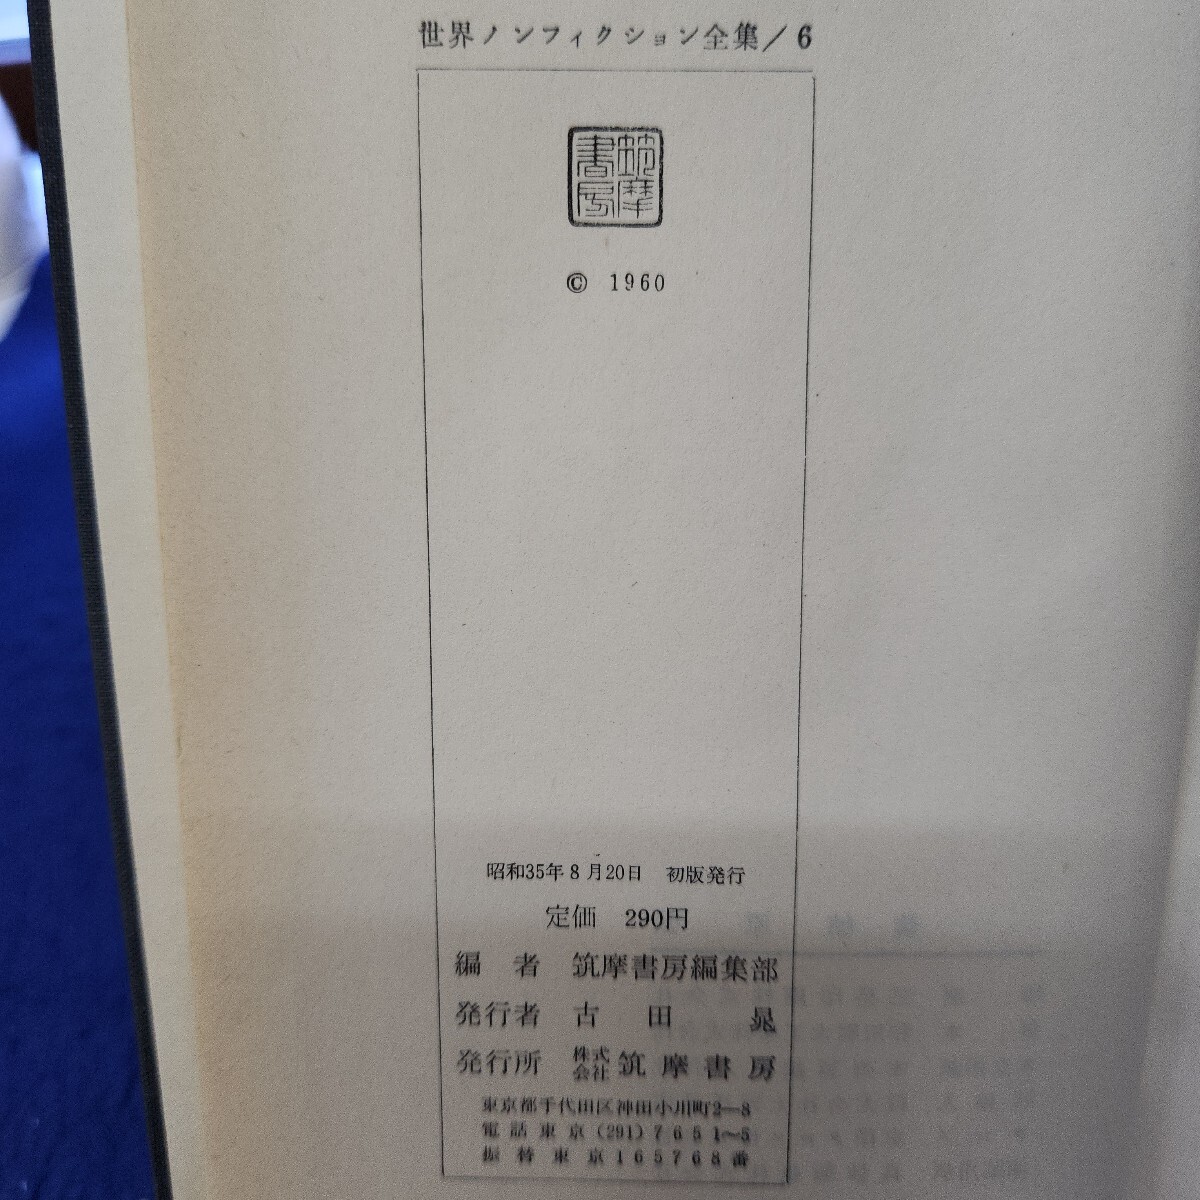 世界ノンフィクション全集/6
筑摩書房
© 1960
昭和35年8月20日 初版発行
定価 290円
編者 筑摩書房編集部
発行者 古田晁
発行所 株式会社筑摩書房
東京都千代田区神田小川町2―8
電話東京(291)7651~5
振替東京165768番